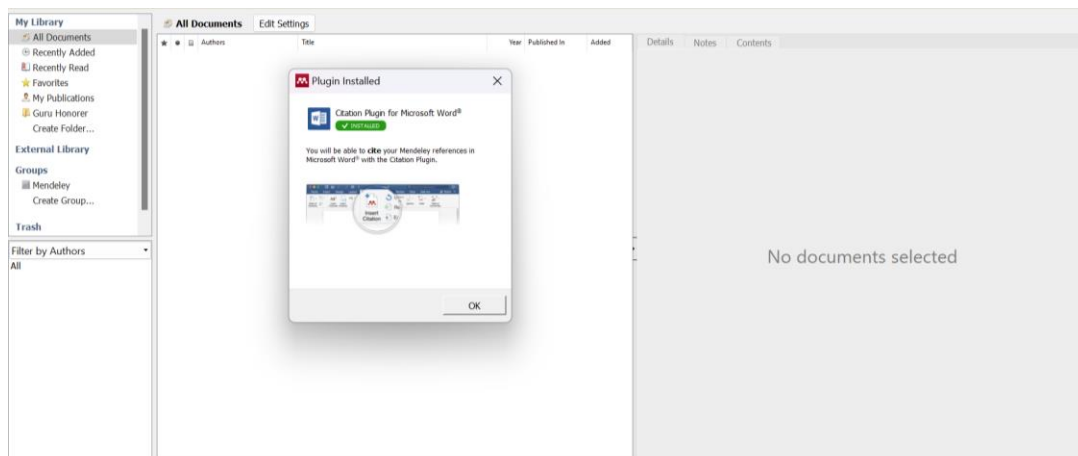 My Library
All Documents
Recently Added
Recently Read
Favorites
My Publications
Guru Honorer
Create Folder...
External Library
Groups
Mendeley
Create Group...
Trash
Filter by Authors
All
All Documents Edit Settings
Authors Title Year Published In Added
Details Notes Contents
Plugin Installed
Citation Plugin for Microsoft Word®
INSTALLED
You will be able to cite your Mendeley references in
Microsoft Word® with the Citation Plugin.
Insert
Citation
OK
No documents selected